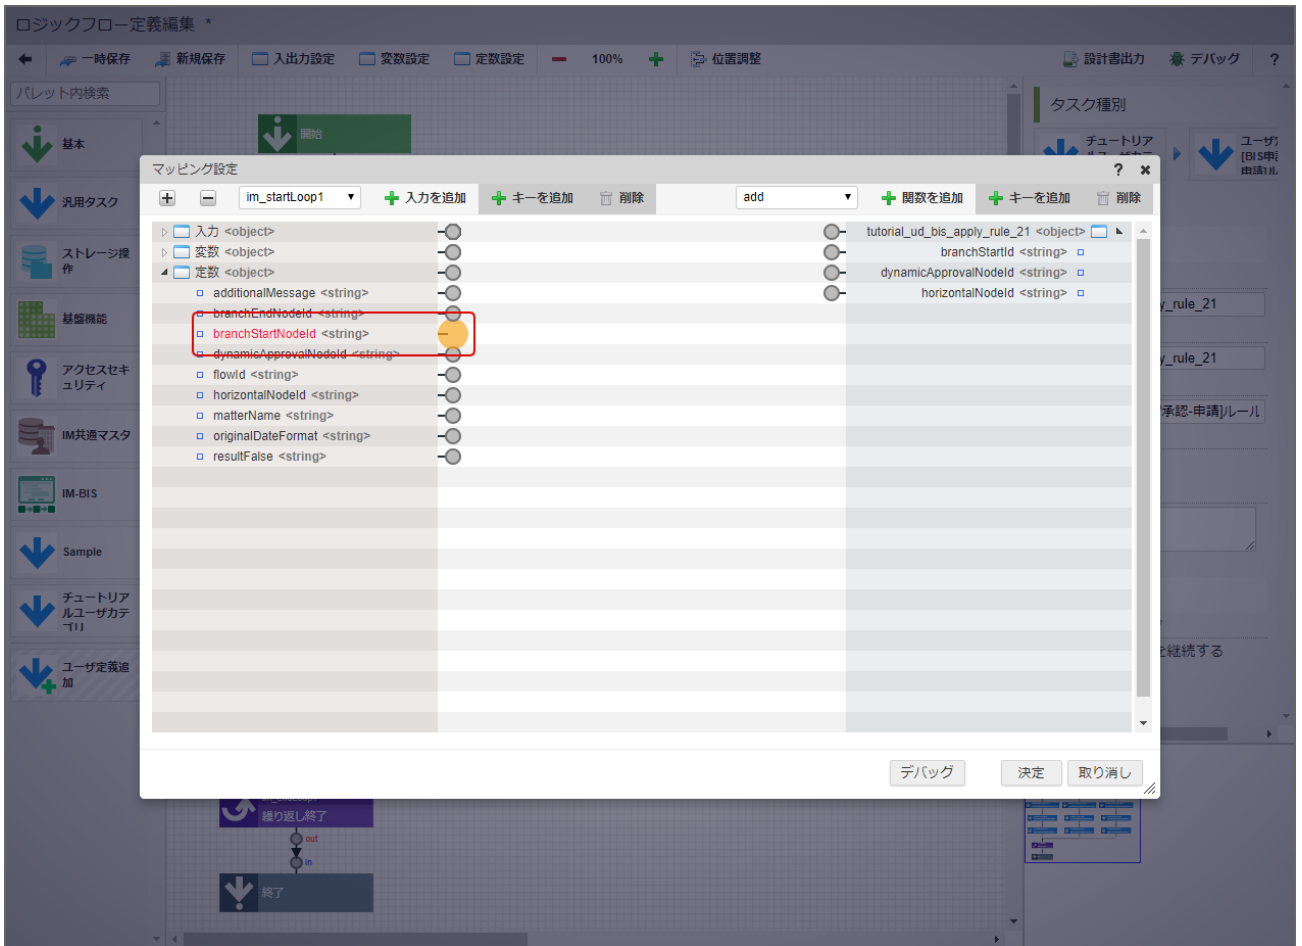 ロジックフロー定義編集 *
一時保存 新規保存 入出力設定 変数設定 定数設定 100% 位置調整 設計書出力 デバッグ ?
パレット内検索
タスク種別
開始
基本
チュートリア
ユーザ
[BIS申
マッピング設定 ?
im_startLoop1 入力を追加 キーを追加 削除 add 関数を追加 キーを追加 削除
汎用タスク
入力 <object>
tutorial_ud_bis_apply_rule_21 <object>
変数 <object>
branchStartId <string>
定数 <object>
dynamicApprovalNodeId <string>
additionalMessage <string>
horizontalNodeId <string>
branchEndNodeId <string>
branchStartNodeId <string>
dynamicApprovalNodeId <string>
flowId <string>
horizontalNodeId <string>
matterName <string>
originalDateFormat <string>
resultFalse <string>
ストレージ操
作
基盤機能
アクセスセキ
ュリティ
IM共通マスタ
IM-BIS
Sample
チュートリア
ルユーザカテ
ゴリ
ユーザ定義追
加
y_rule_21
y_rule_21
承認-申請]ルール
を継続する
デバッグ 決定 取り消し
繰り返し終了
out
in
終了